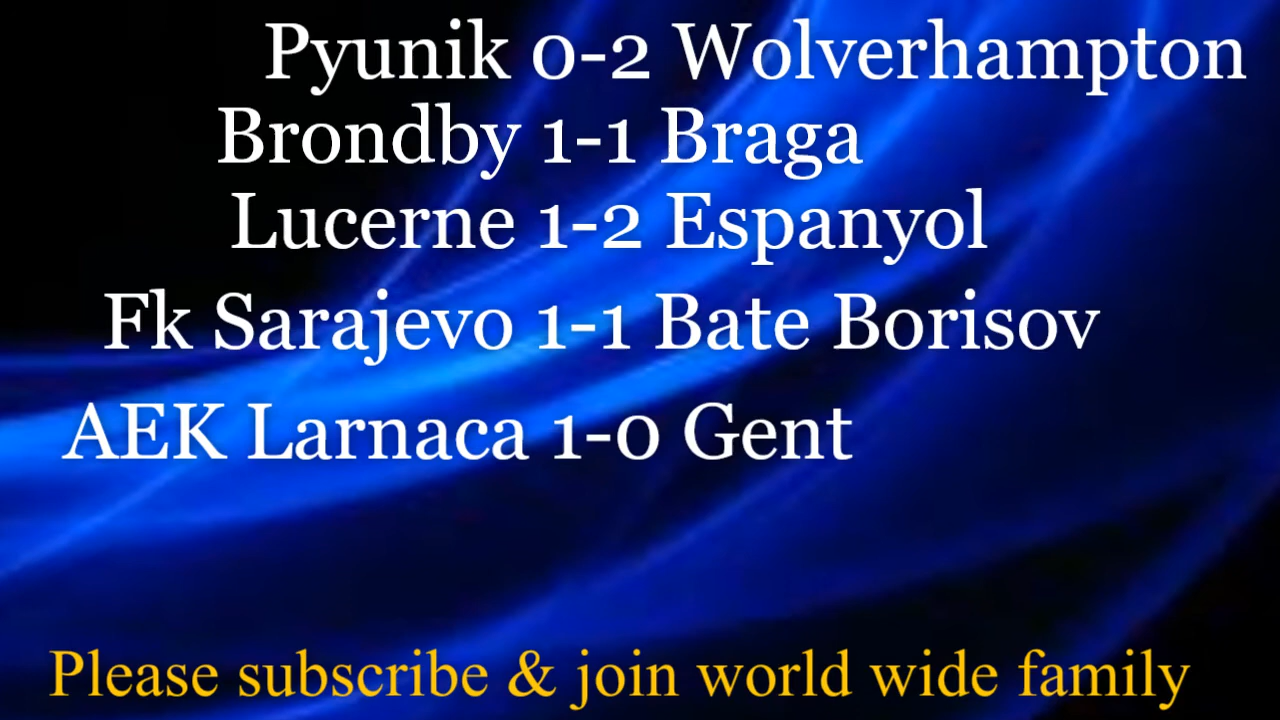 Pyunik 0-2 Wolverhampton
Brondby 1-1 Braga
Lucerne 1-2 Espanyol
Fk Sarajevo 1-1 Bate Borisov
AEK Larnaca 1-0 Gent
Please subscribe & join world wide family